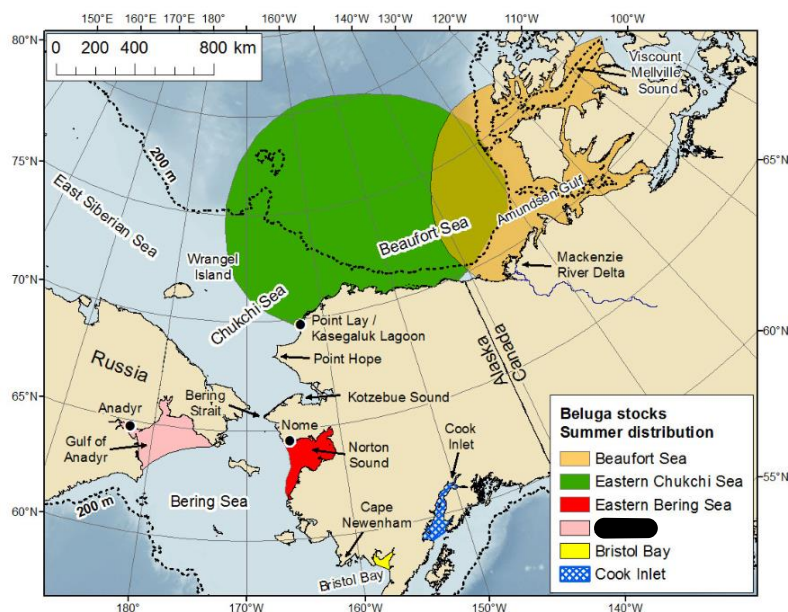 150°E 160°E 170°E 180° 170°W 160°W 150°W 140°W 130°W 120°W 110°W 100°W
80°N
0 200 400 800 km
Viscount
Mellville
Sound
200 m
75°N
65°N
East Siberian Sea
Amundsen Gulf
Beaufort Sea
Wrangel
Island
Mackenzie
River Delta
70°N
Chukchi Sea
Point Lay /
Kasegaluk Lagoon
60°N
Russia
Point Hope
Alaska
Canada
65°N
Bering
Strait
Kotzebue Sound
Anadyr
Nome
Gulf of
Anadyr
Norton
Sound
Cook
Inlet
55°N
200 m
Bering Sea
60°N
Cape
Newenham
Bristol Bay
Beluga stocks
Summer distribution
Beaufort Sea
Eastern Chukchi Sea
Eastern Bering Sea
Bristol Bay
Cook Inlet
180° 170°W 160°W 150°W 140°W